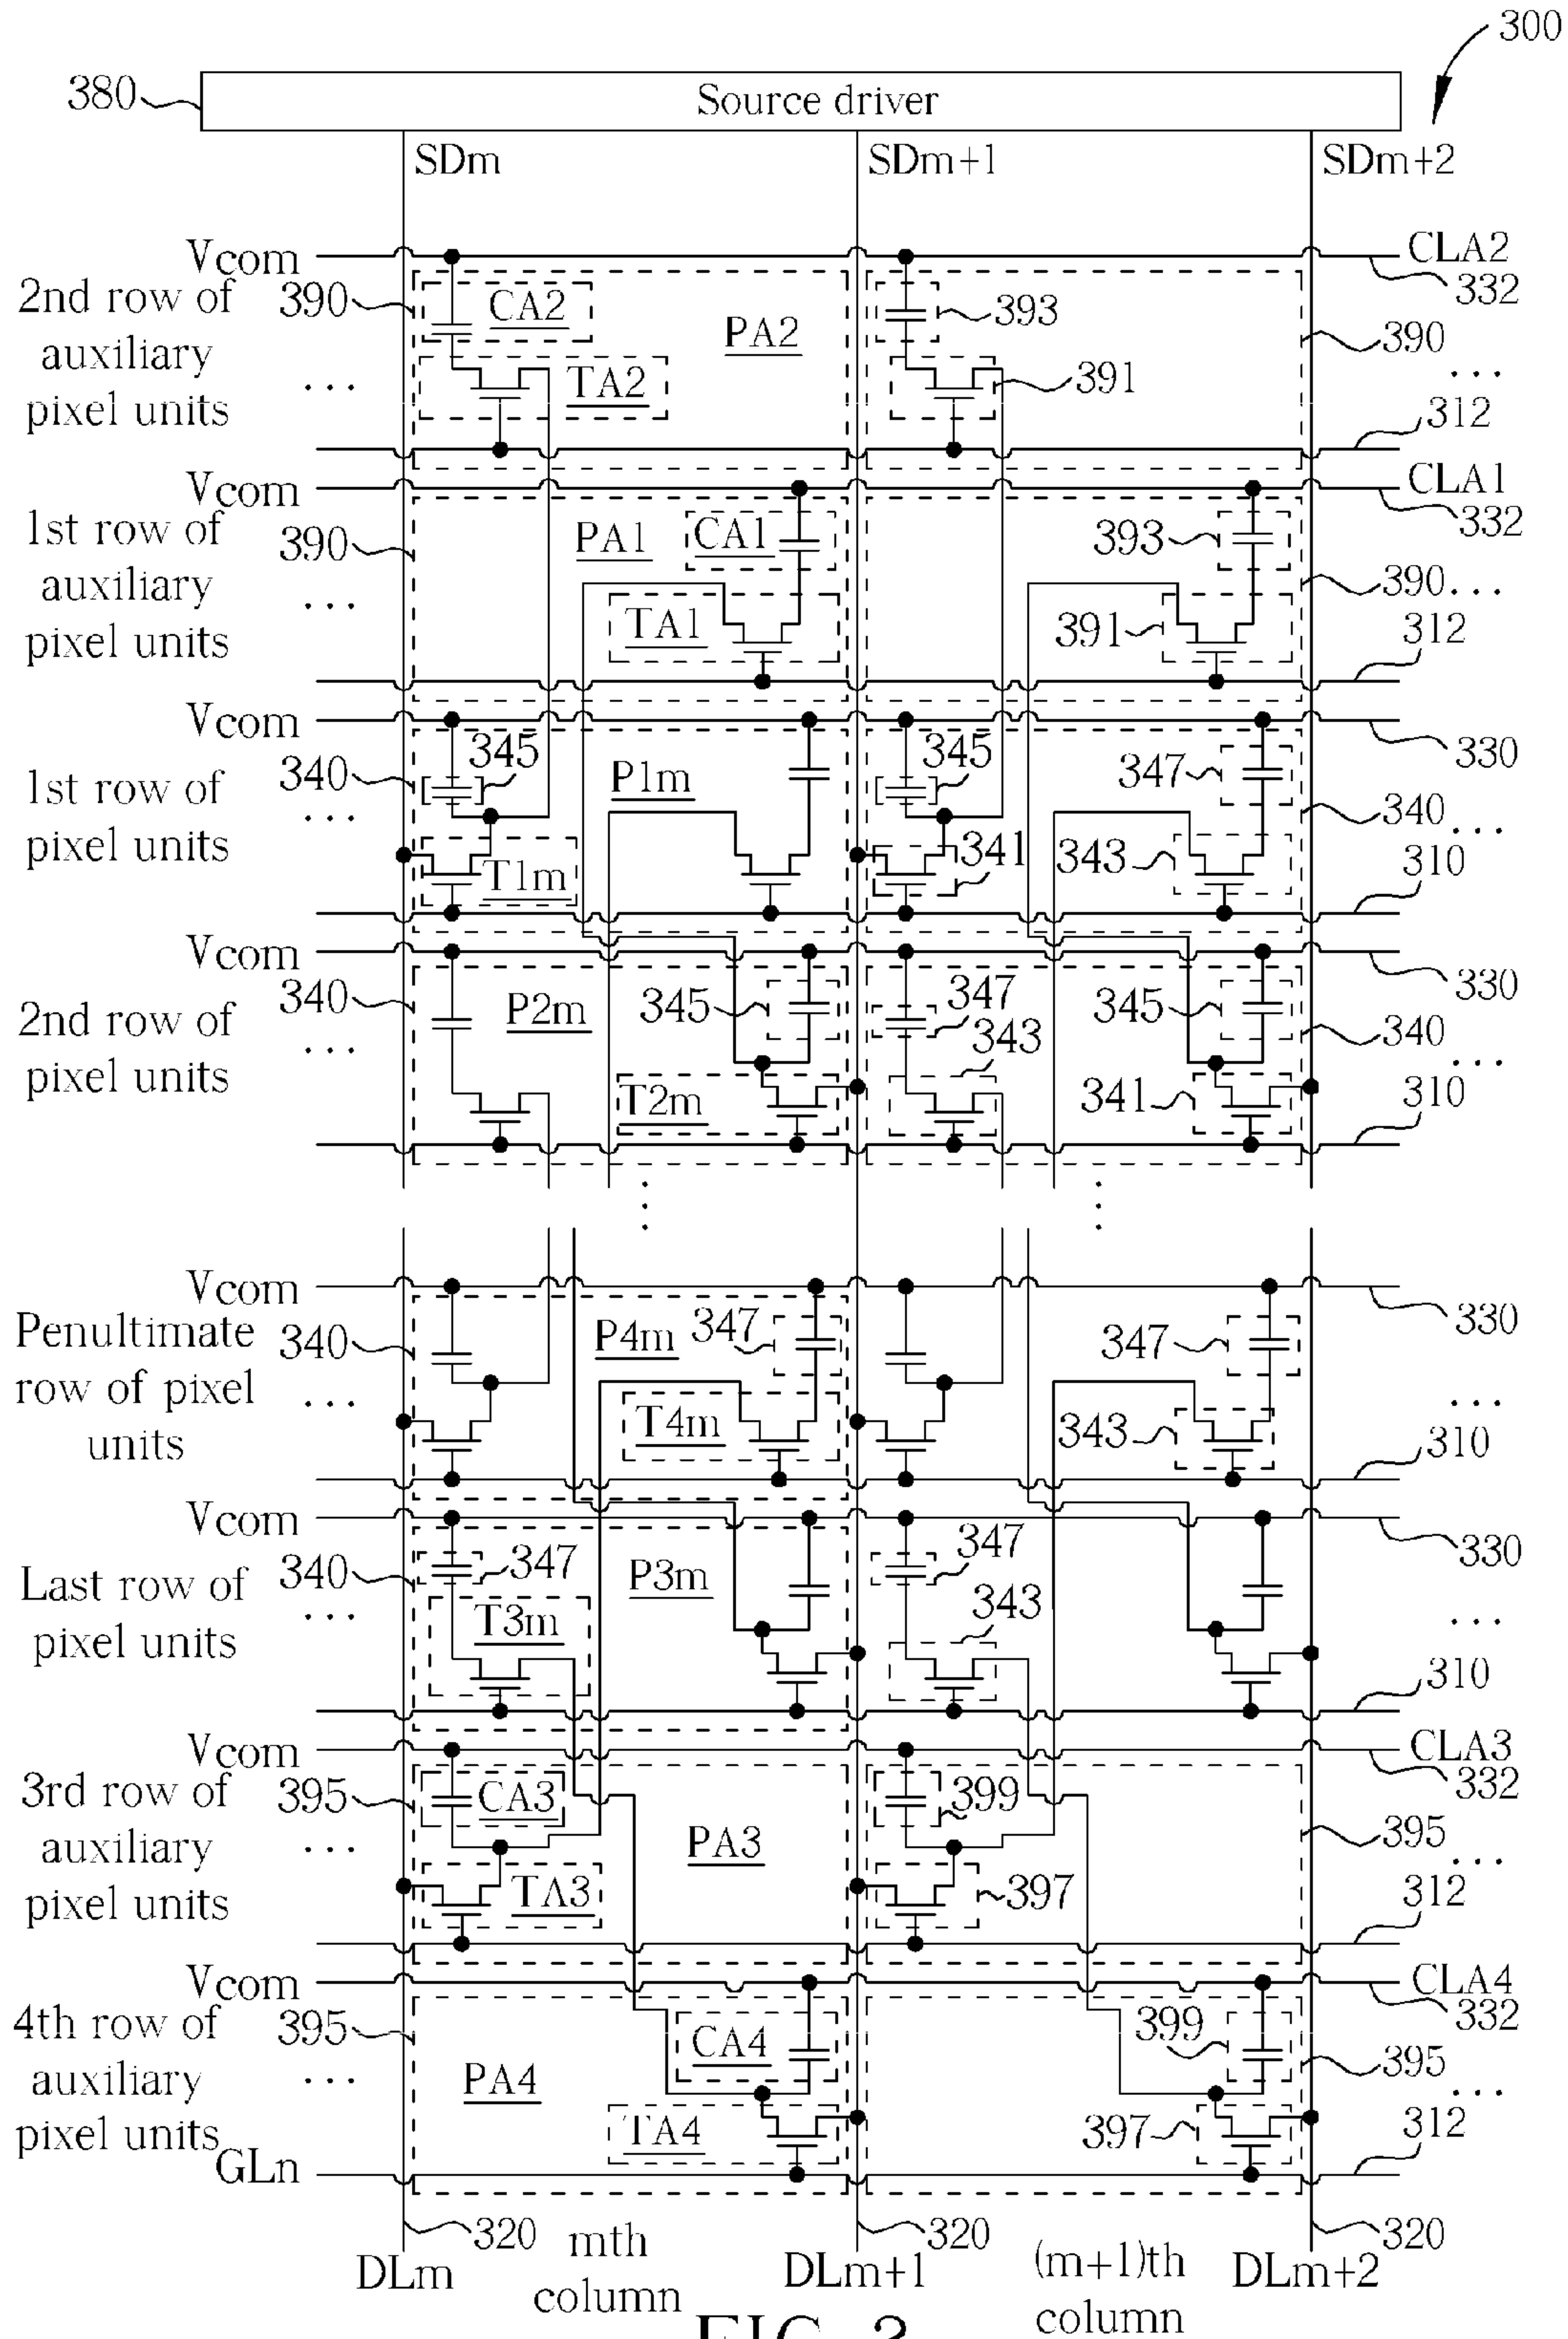 300
380
Source driver
SDm
SDm+1
SDm+2
Vcom
CLA2
332
2nd row of
auxiliary
pixel units
390
CA2
PA2
393
390
...
TA2
391
...
312
Vcom
CLA1
332
1st row of
auxiliary
pixel units
390
PA1
CA1
393
390...
...
TA1
391
312
Vcom
330
1st row of
pixel units
340
345
P1m
345
347
340
...
...
T1m
341
343
310
Vcom
330
2nd row of
pixel units
340
P2m
345
347
345
340
...
343
...
T2m
341
310
Vcom
330
Penultimate
row of pixel
units
340
P4m
347
347
...
T4m
343
...
310
Vcom
330
Last row of
pixel units
340
347
P3m
347
...
T3m
343
...
310
Vcom
CLA3
332
3rd row of
auxiliary
pixel units
395
CA3
399
PA3
395
...
...
TA3
397
312
Vcom
CLA4
332
4th row of
auxiliary
pixel units
395
CA4
399
395
...
PA4
...
TA4
397
312
GLn
320
320
320
DLm
mth
column
DLm+1
(m+1)th
column
DLm+2
FIG. 3